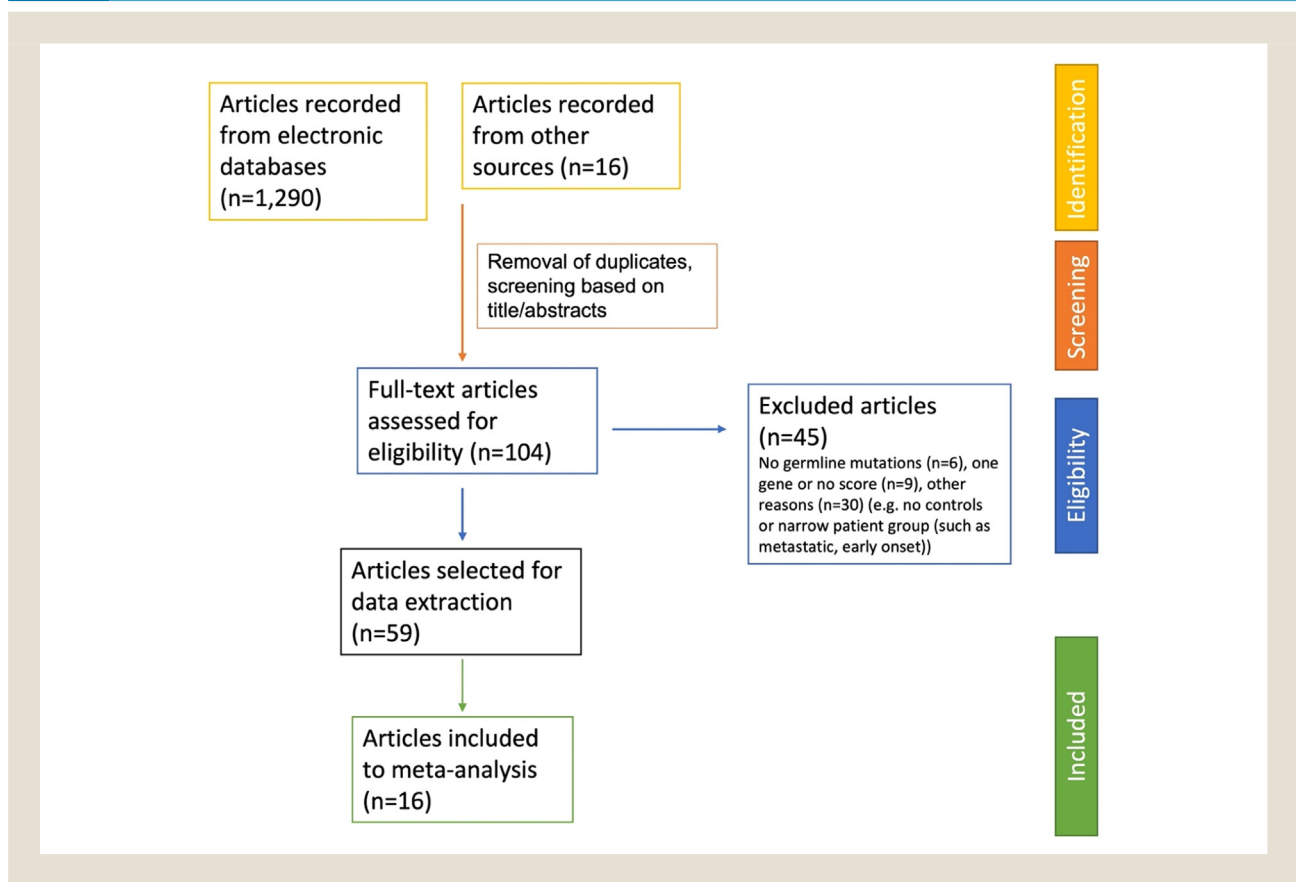 Articles recorded
from electronic
databases
(n=1,290)
Articles recorded
from other
sources (n=16)
Identification
Removal of duplicates,
screening based on
title/abstracts
Screening
Full-text articles
assessed for
eligibility (n=104)
Excluded articles
(n=45)
No germline mutations (n=6), one
gene or no score (n=9), other
reasons (n=30) (e.g. no controls
or narrow patient group (such as
metastatic, early onset))
Eligibility
Articles selected for
data extraction
(n=59)
Articles included
to meta-analysis
(n=16)
Included